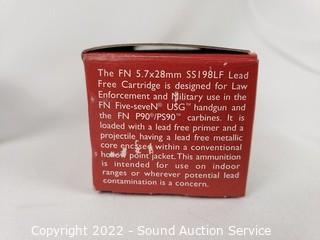 The FN 5.7x28mm SS198LF Lead
Free Cartridge is designed for Law
Enforcement and Military use in the
FN Five-seveN® USG™ handgun and
the FN P90®/PS90™ carbines. It is
loaded with a lead free primer and a
projectile having a lead free metallic
core encased within a conventional
hollow point jacket. This ammunition
is intended for use on indoor
ranges or wherever potential lead
contamination is a concern.
Copyright 2022 - Sound Auction Service